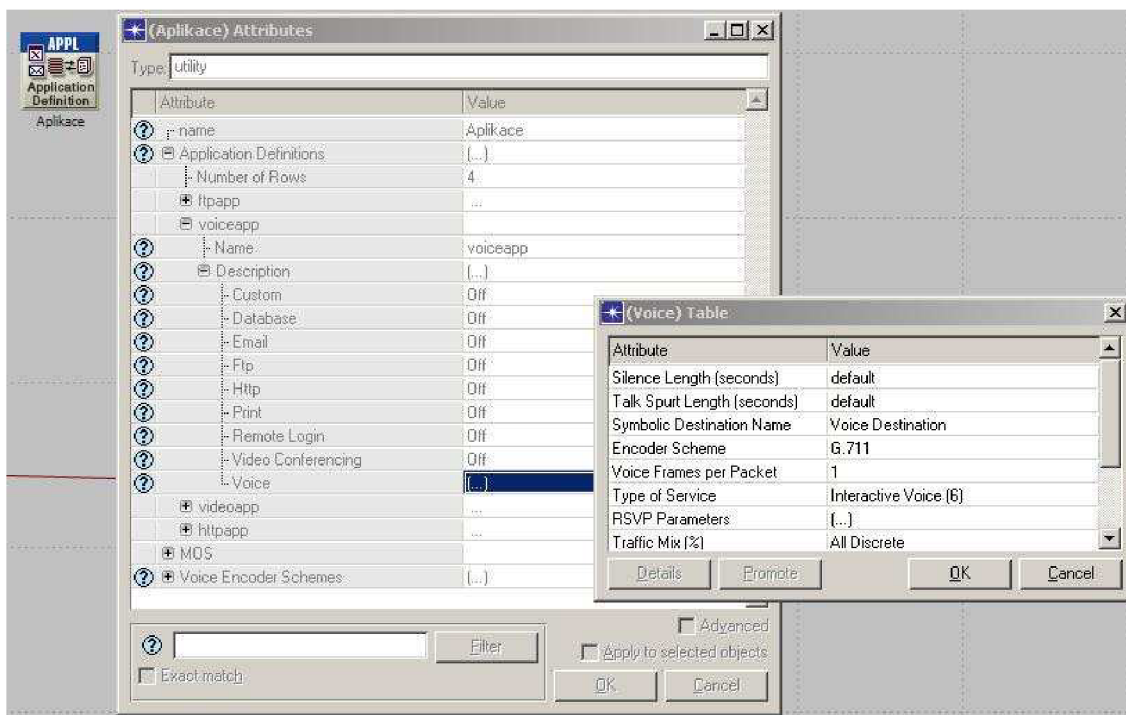 APPL
Application
Definition
Aplikace
(Aplikace) Attributes
Type: utility
Attribute Value
name Aplikace
Application Definitions (...)
Number of Rows 4
ftpapp ...
voiceapp
Name voiceapp
Description (...)
Custom Off
Database Off
Email Off
Ftp Off
Http Off
Print Off
Remote Login Off
Video Conferencing Off
Voice (...)
videoapp ...
httpapp ...
MOS
Voice Encoder Schemes (...)
Advanced
Filter
Apply to selected objects
Exact match
OK Cancel
(Voice) Table
Attribute Value
Silence Length (seconds) default
Talk Spurt Length (seconds) default
Symbolic Destination Name Voice Destination
Encoder Scheme G.711
Voice Frames per Packet 1
Type of Service Interactive Voice (6)
RSVP Parameters (...)
Traffic Mix (%) All Discrete
Details Promote OK Cancel